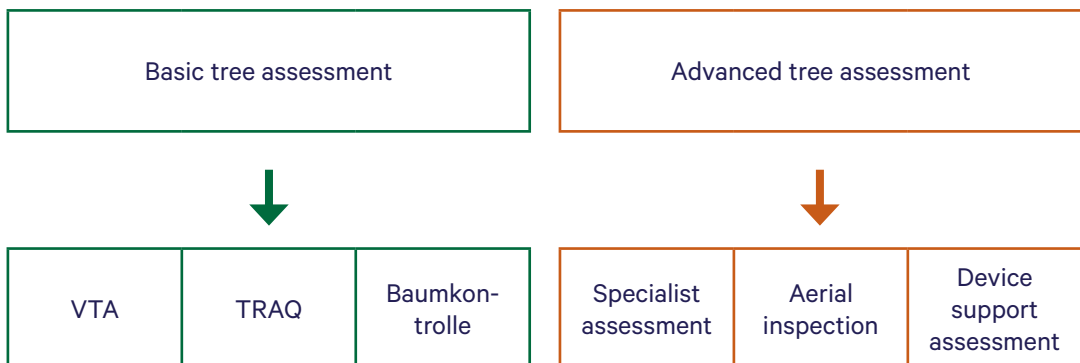 Basic tree assessment
Advanced tree assessment
VTA
TRAQ
Baumkon-
trolle
Specialist
assessment
Aerial
inspection
Device
support
assessment